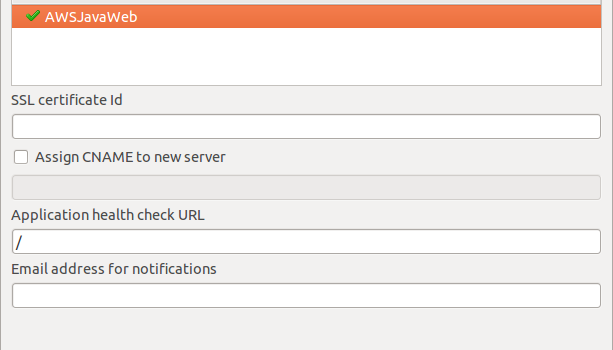 AWSJavaWeb
SSL certificate Id
Assign CNAME to new server
Application health check URL
/
Email address for notifications